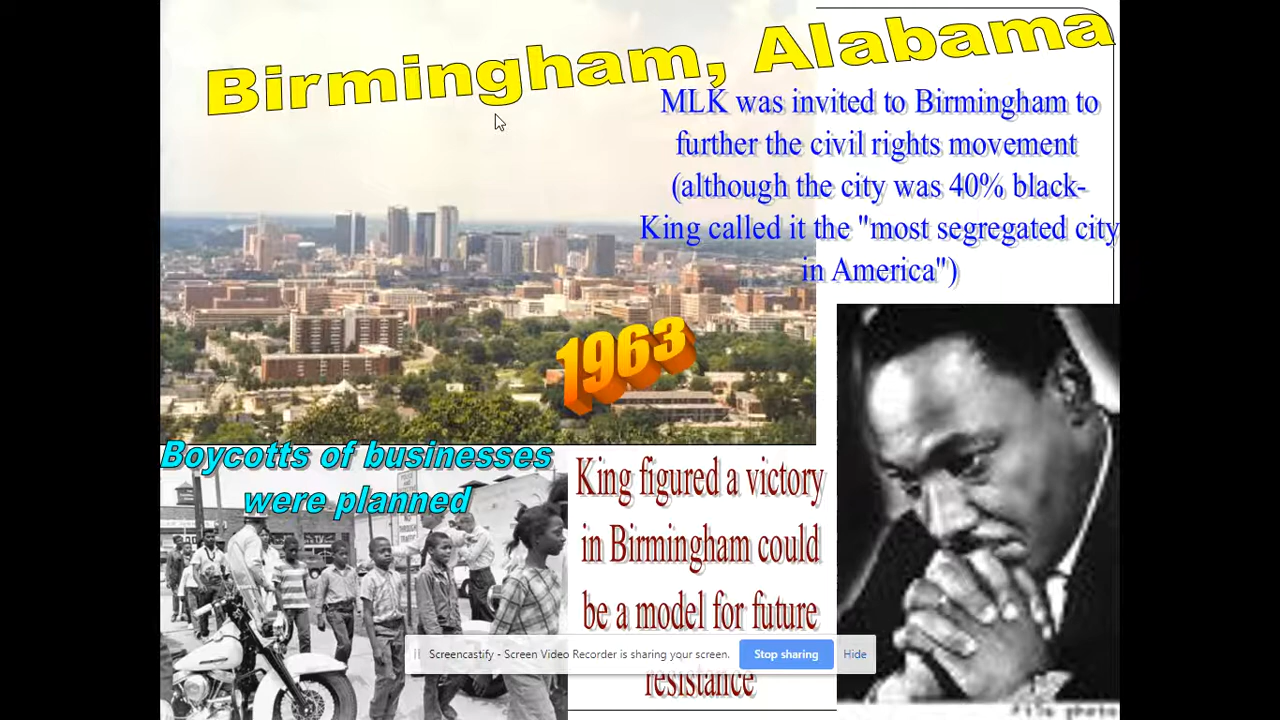 Birmingham, Alabama
MLK was invited to Birmingham to
further the civil rights movement
(although the city was 40% black-
King called it the "most segregated city
in America")
1963
Boycotts of businesses
were planned
King figured a victory
in Birmingham could
be a model for future
resistance
Screencastify - Screen Video Recorder is sharing your screen.
Stop sharing
Hide
File photo